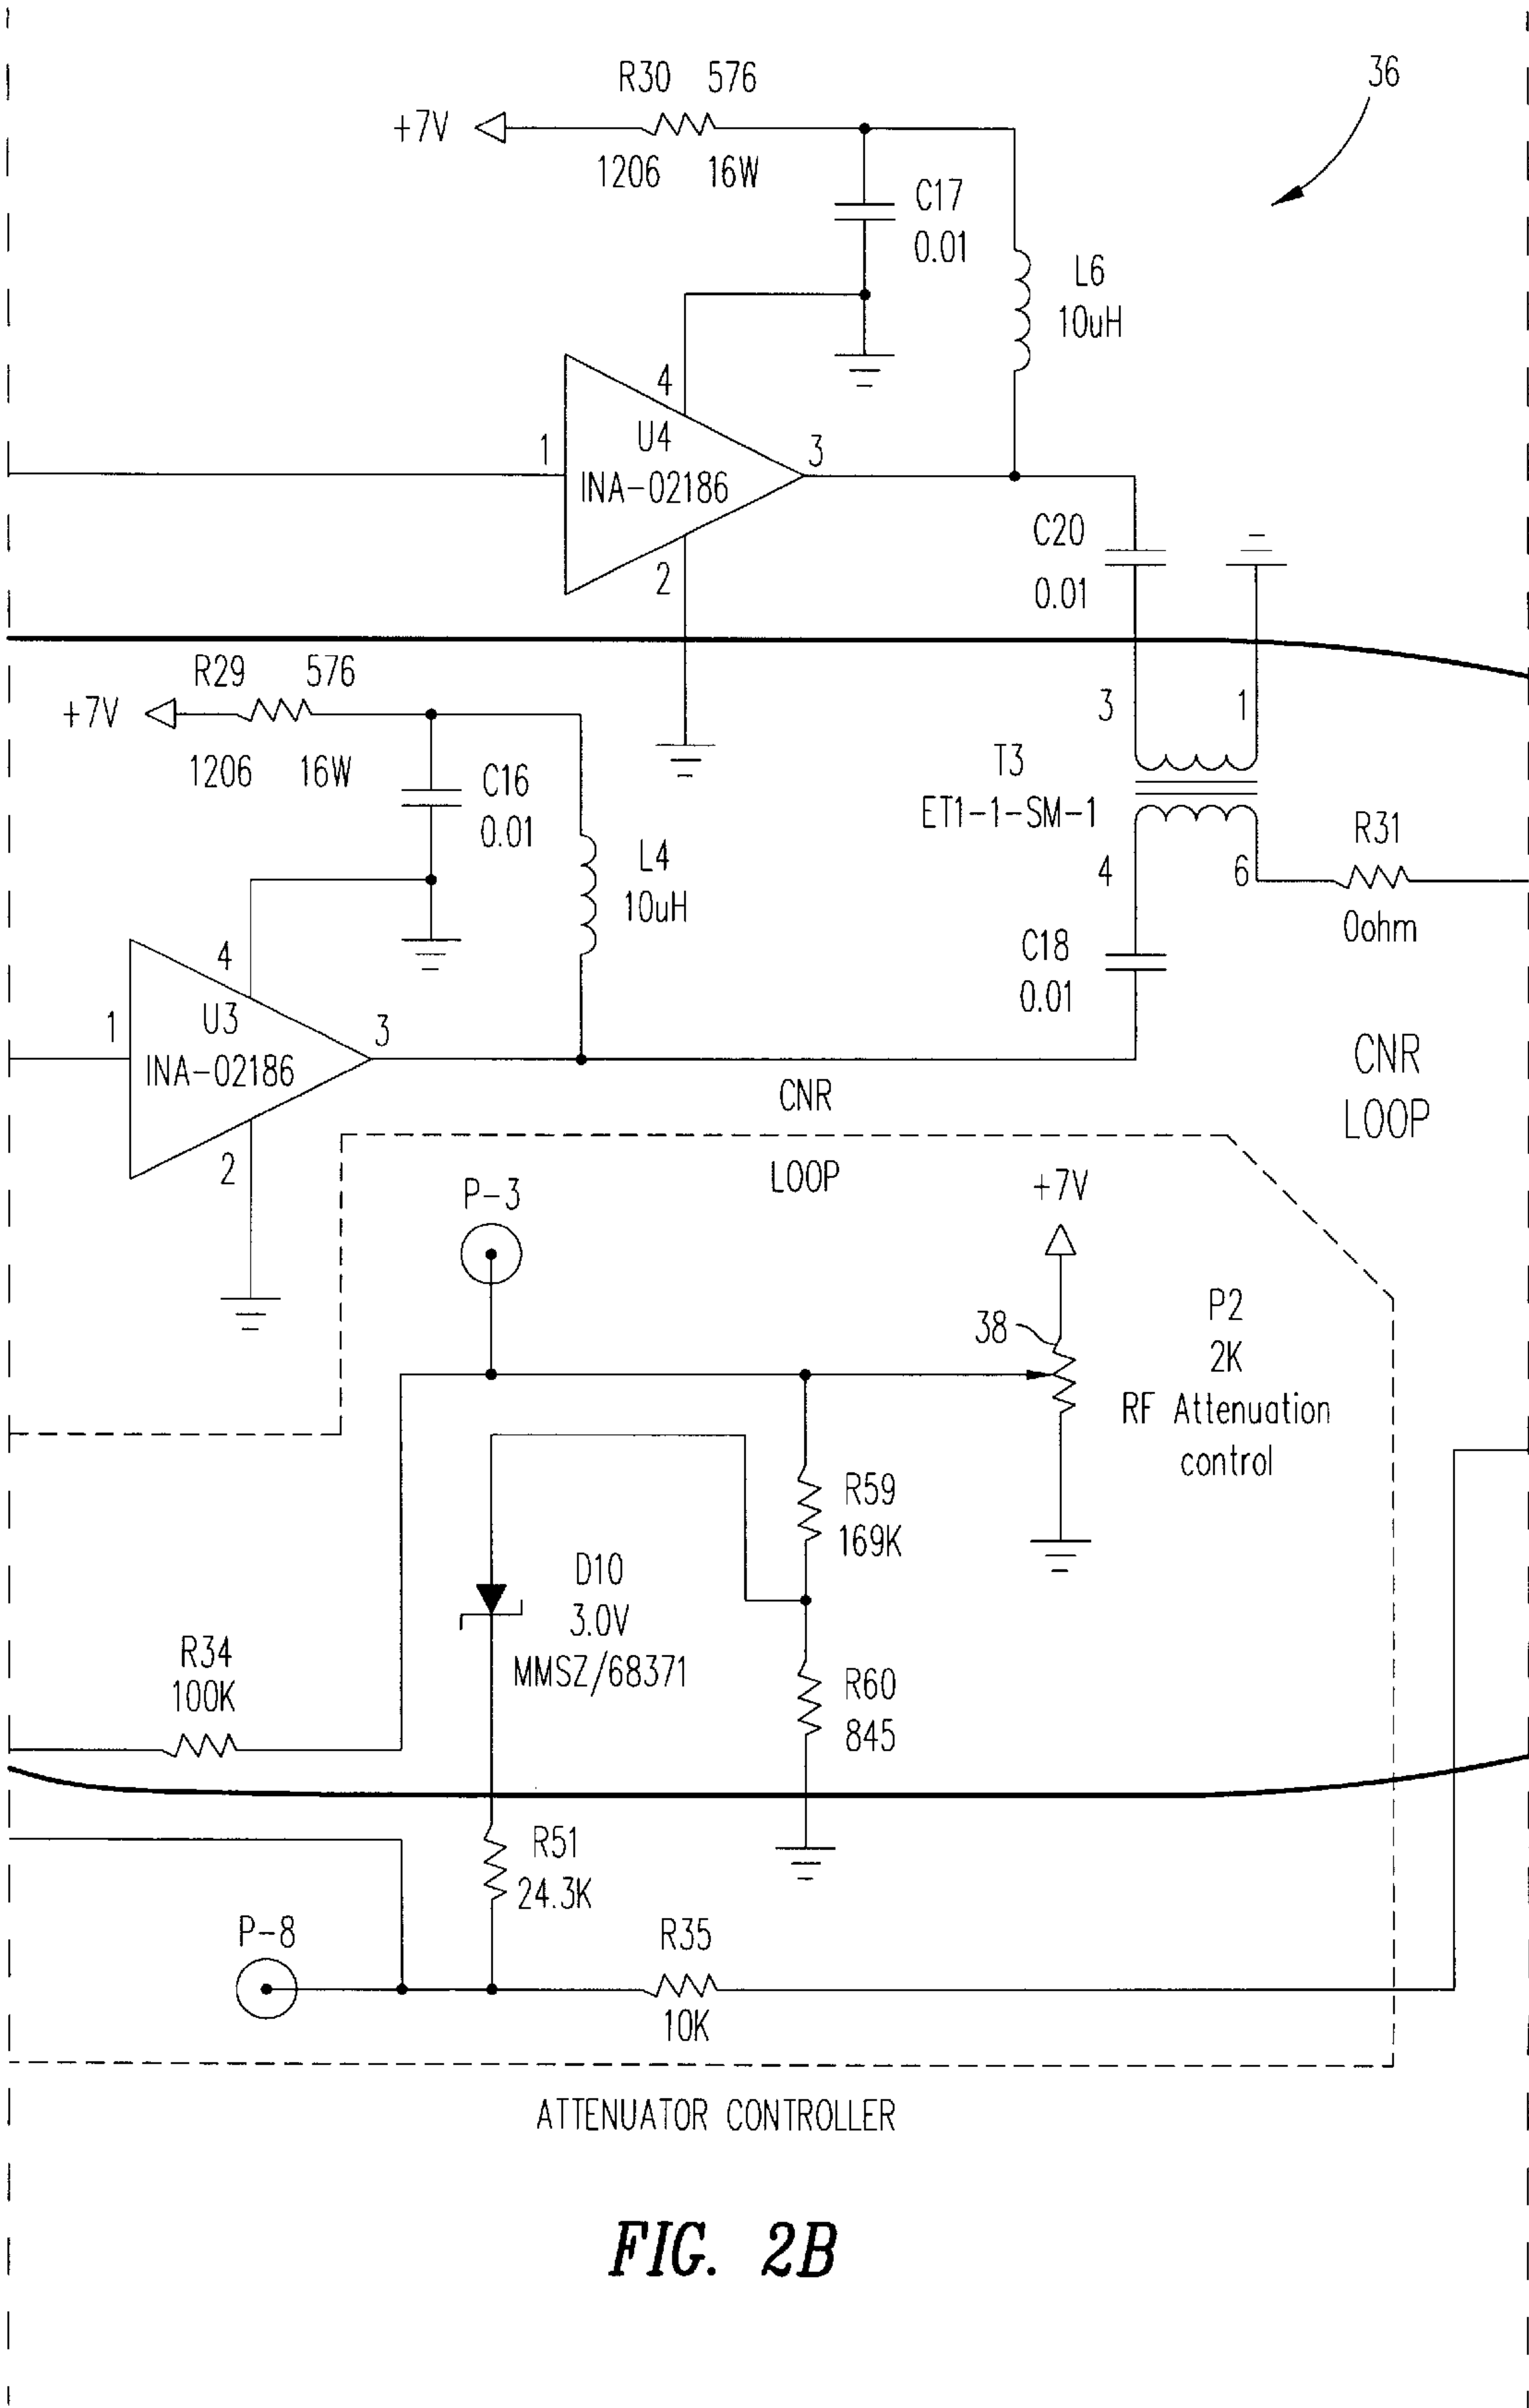 36
R30 576
+7V
1206 16W
C17
0.01
L6
10uH
4
U4
1
3
INA-02186
C20
0.01
2
R29 576
+7V
1206 16W
C16
0.01
3
1
T3
ET1-1-SM-1
L4
10uH
R31
0ohm
4
6
C18
0.01
4
U3
1
3
INA-02186
2
CNR
LOOP
CNR
LOOP
P-3
+7V
38
P2
2K
RF Attenuation
control
R59
169K
D10
3.0V
MMSZ/68371
R34
100K
R60
845
R51
24.3K
P-8
R35
10K
ATTENUATOR CONTROLLER
FIG. 2B